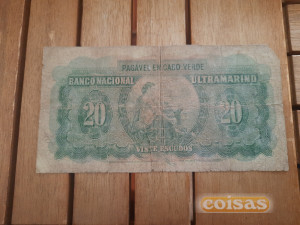 PAGAVEL EM CABO VERDE
BANCO NACIONAL ULTRAMARINO
20 20
VINTE ESCUDOS
coisas